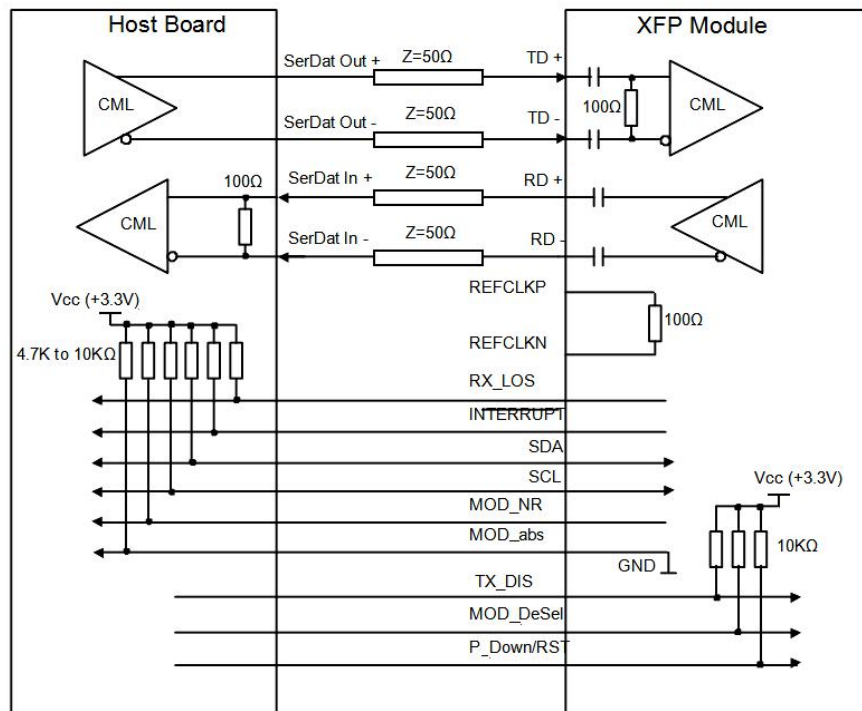 Host Board
XFP Module
SerDat Out +
Z=50Ω
TD +
CML
100Ω
CML
SerDat Out -
Z=50Ω
TD -
SerDat In +
Z=50Ω
RD +
100Ω
CML
CML
SerDat In -
Z=50Ω
RD -
REFCLKP
Vcc (+3.3V)
100Ω
4.7K to 10KΩ
REFCLKN
RX_LOS
INTERRUPT
SDA
SCL
Vcc (+3.3V)
MOD_NR
MOD_abs
10KΩ
GND
TX_DIS
MOD_DeSel
P_Down/RST